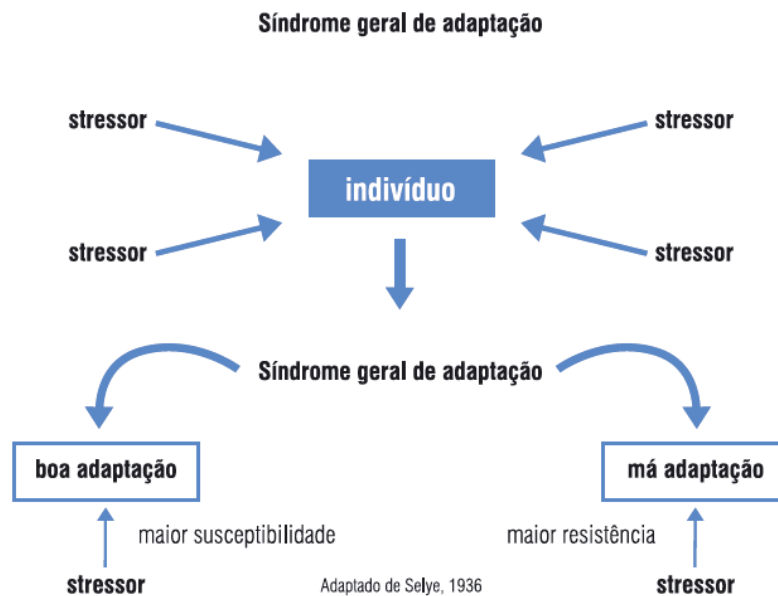 Síndrome geral de adaptação
stressor
stressor
indivíduo
stressor
stressor
Síndrome geral de adaptação
boa adaptação
má adaptação
maior susceptibilidade
maior resistência
stressor
Adaptado de Selye, 1936
stressor